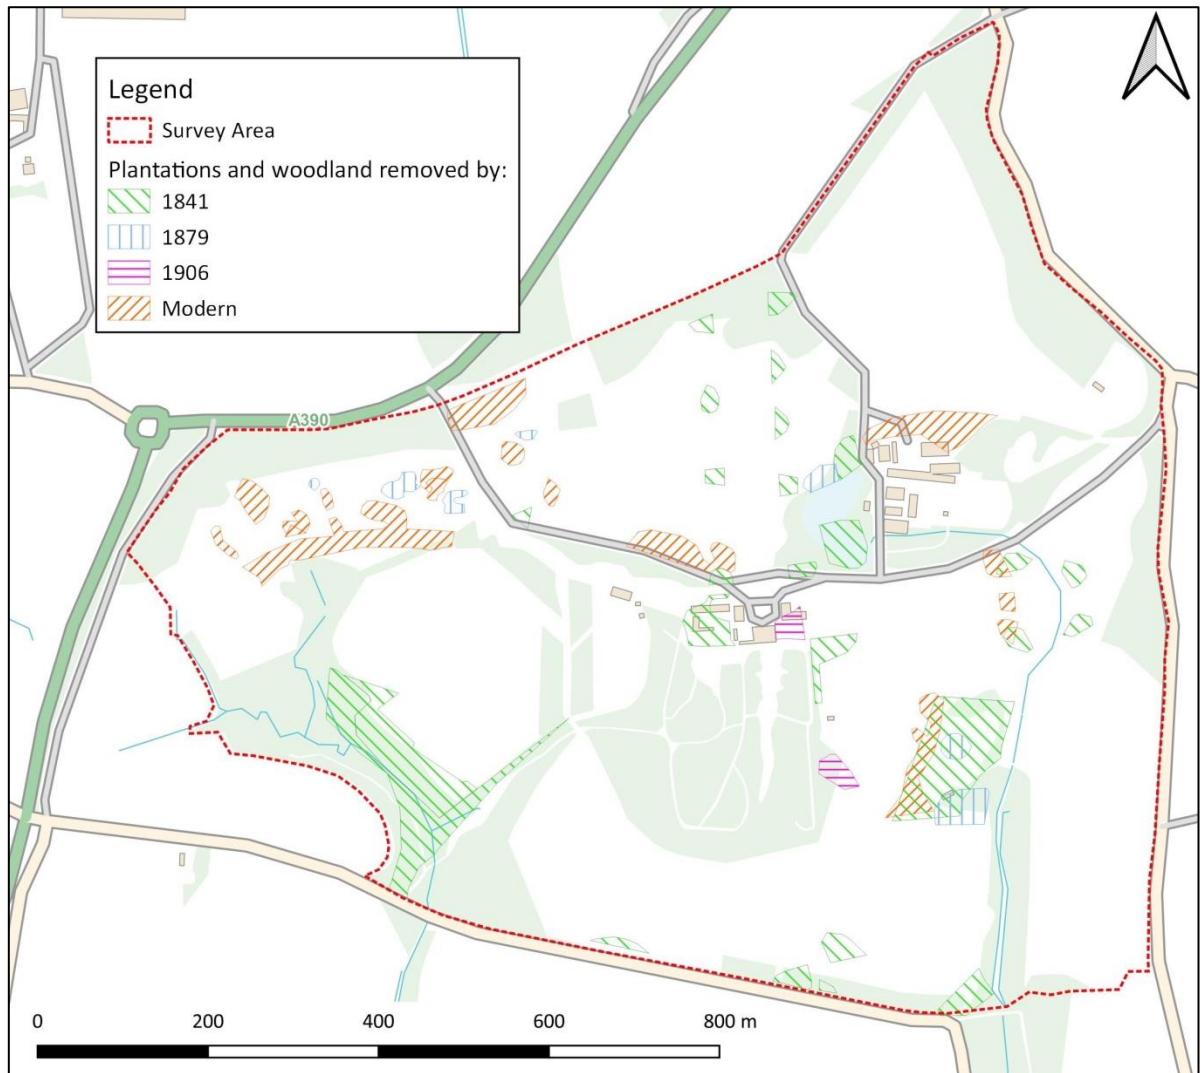 Legend
Survey Area
Plantations and woodland removed by:
1841
1879
1906
Modern
A390
0 200 400 600 800 m